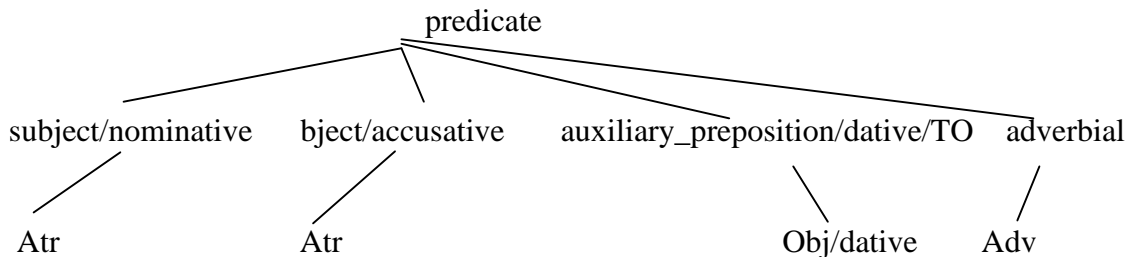 predicate
subject/nominative bject/accusative auxiliary_preposition/dative/TO adverbial
Atr Atr Obj/dative Adv